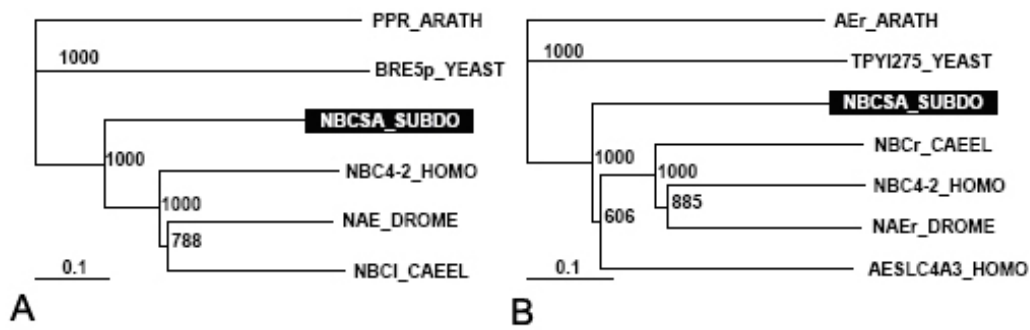 PPR_ARATH
1000
BRE5p_YEAST
NBCSA_SUBDO
1000
NBC4-2_HOMO
1000
NAE_DROME
788
NBCI_CAEEL
0.1
A
AEr_ARATH
1000
TPYI275_YEAST
NBCSA_SUBDO
1000
NBCr_CAEEL
1000
NBC4-2_HOMO
885
606
NAEr_DROME
AESLC4A3_HOMO
0.1
B